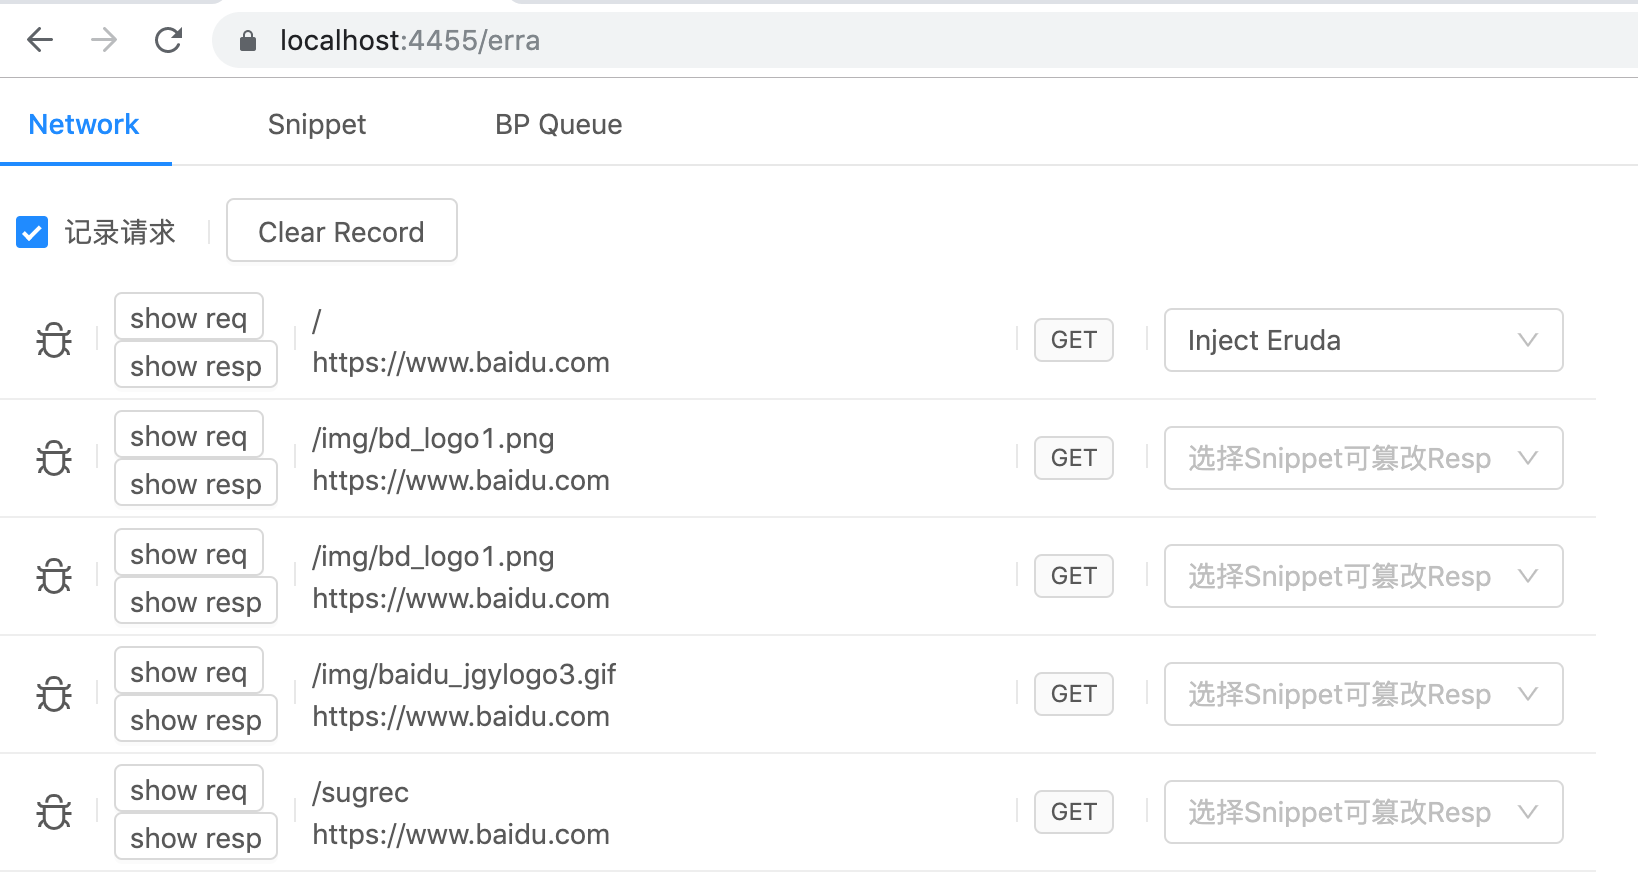 localhost:4455/erra
Network Snippet BP Queue
记录请求 Clear Record
show req
show resp
/
https://www.baidu.com
GET
Inject Eruda
show req
show resp
/img/bd_logo1.png
https://www.baidu.com
GET
选择Snippet可篡改Resp
show req
show resp
/img/bd_logo1.png
https://www.baidu.com
GET
选择Snippet可篡改Resp
show req
show resp
/img/baidu_jgylogo3.gif
https://www.baidu.com
GET
选择Snippet可篡改Resp
show req
show resp
/sugrec
https://www.baidu.com
GET
选择Snippet可篡改Resp